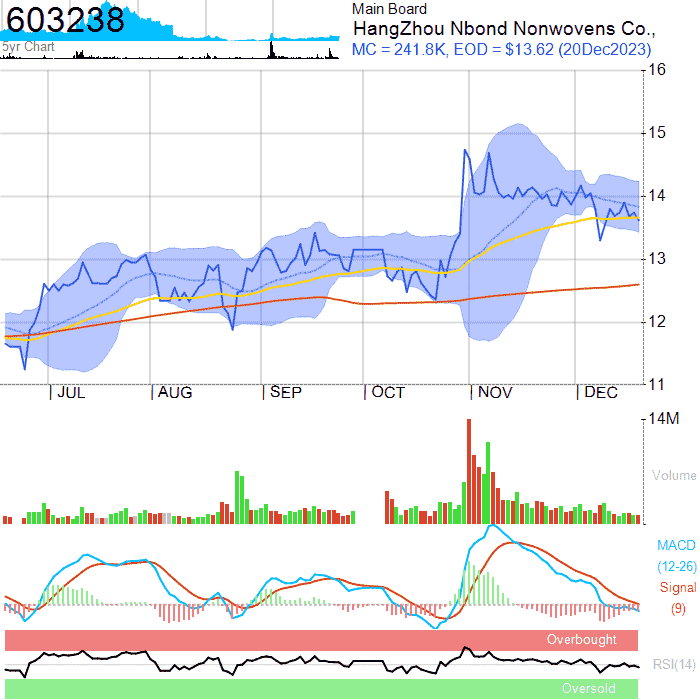 603238
5yr Chart
Main Board
HangZhou Nbond Nonwovens Co.,
MC = 241.8K, EOD = $13.62 (20Dec2023)
16
15
14
13
12
11
JUL AUG SEP OCT NOV DEC
14M
Volume
MACD
(12-26)
Signal
(9)
Overbought
RSI(14)
Oversold